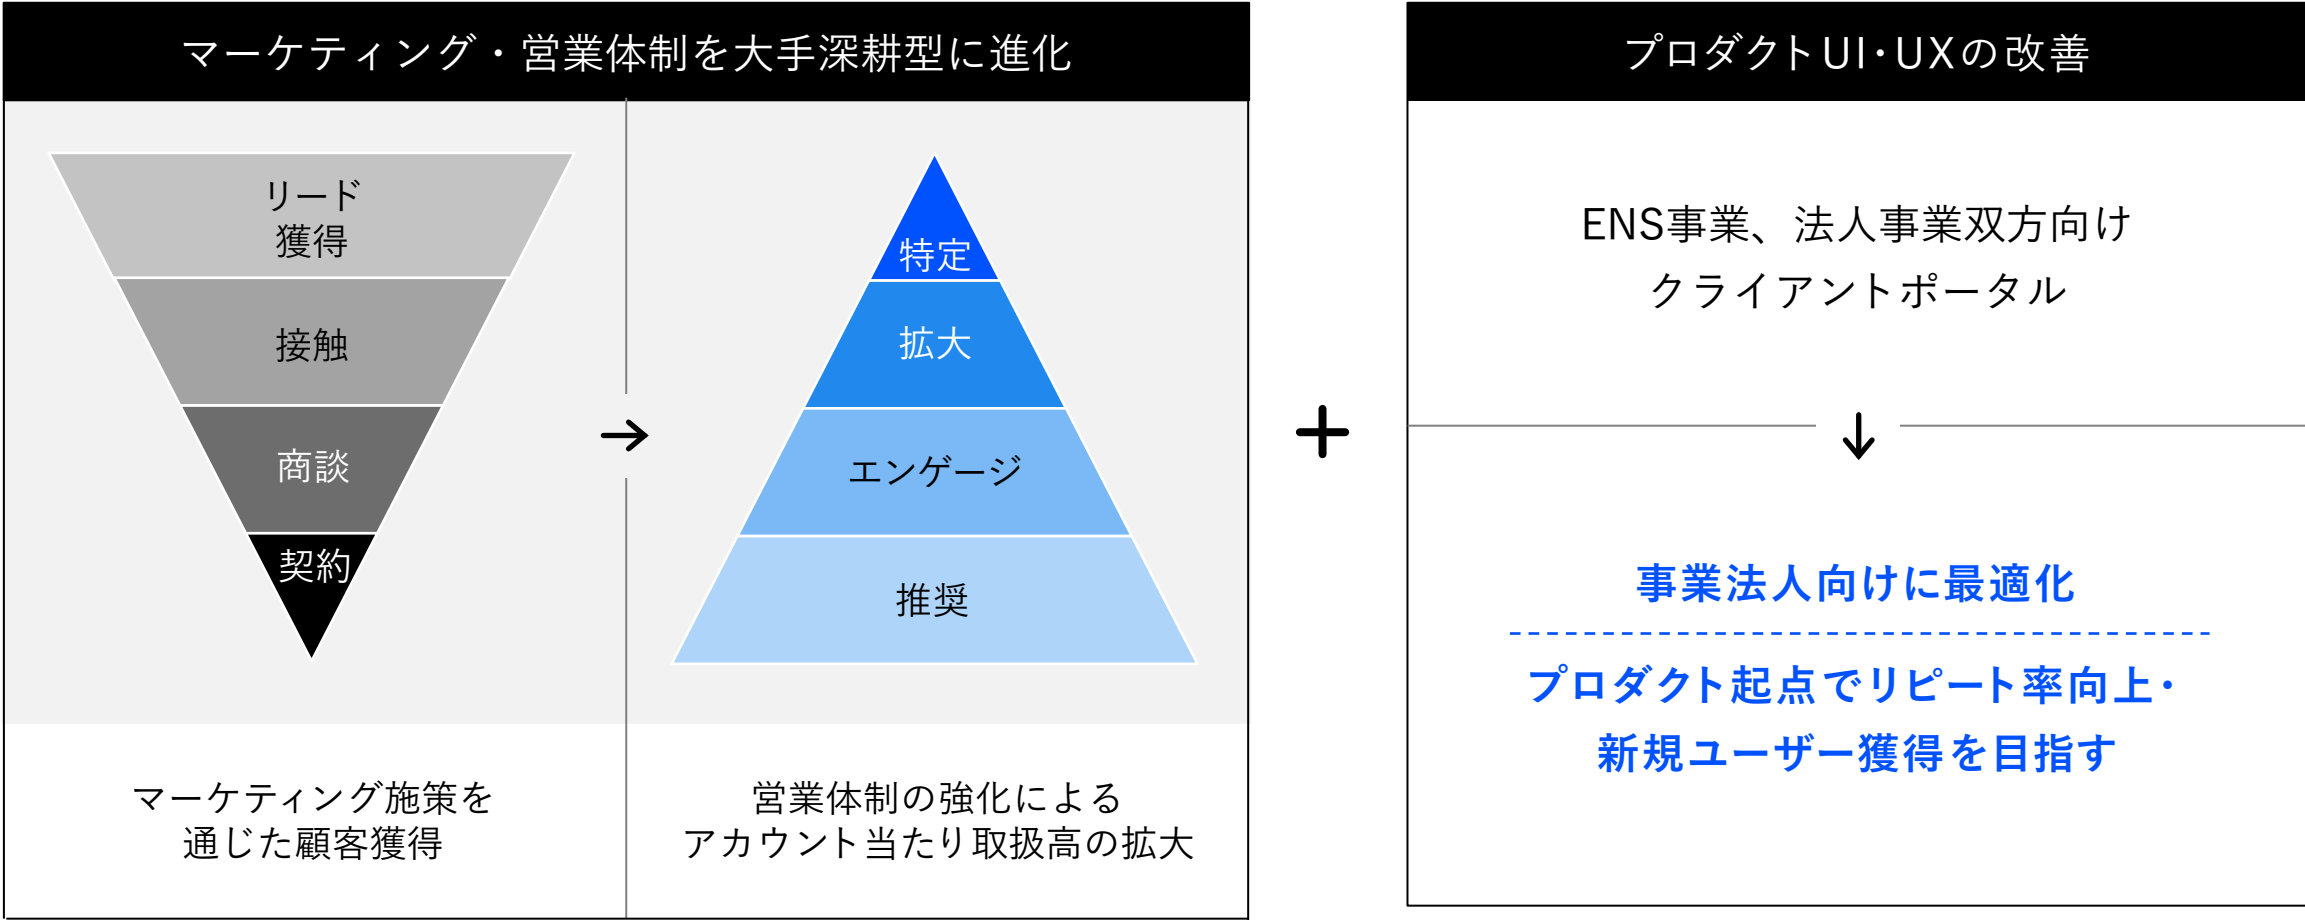 マーケティング・営業体制を大手深耕型に進化
リード
獲得
接触
商談
契約
特定
拡大
エンゲージ
推奨
マーケティング施策を
通じた顧客獲得
営業体制の強化による
アカウント当たり取扱高の拡大
プロダクトUI・UXの改善
ENS事業、法人事業双方向け
クライアントポータル
事業法人向けに最適化
プロダクト起点でリピート率向上・
新規ユーザー獲得を目指す